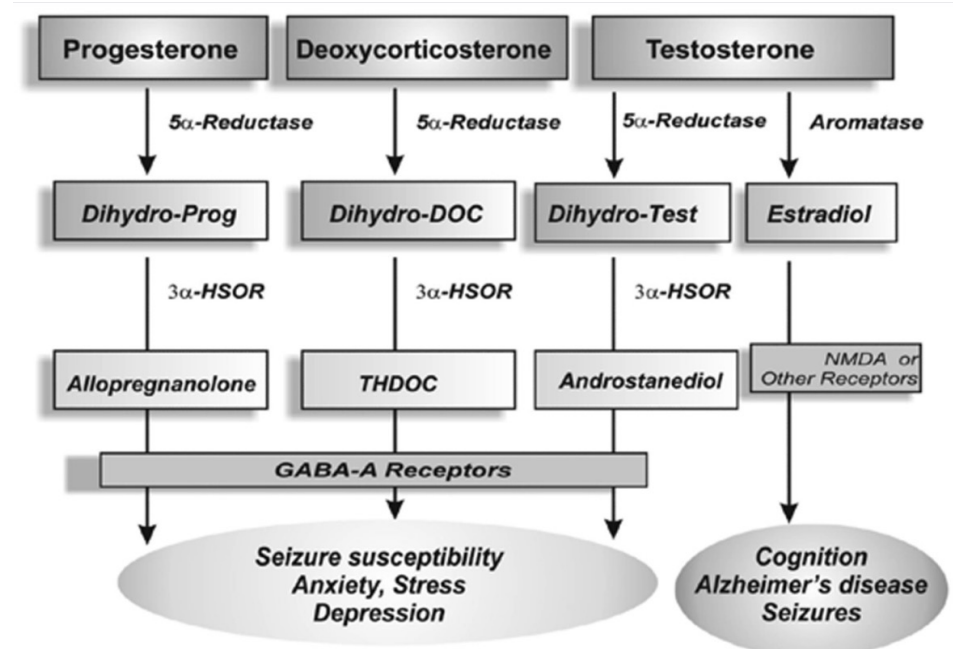 Progesterone
Deoxycorticosterone
Testosterone
5α-Reductase
5α-Reductase
5α-Reductase
Aromatase
Dihydro-Prog
Dihydro-DOC
Dihydro-Test
Estradiol
3α-HSOR
3α-HSOR
3α-HSOR
Allopregnanolone
THDOC
Androstanediol
NMDA or
Other Receptors
GABA-A Receptors
Seizure susceptibility
Anxiety, Stress
Depression
Cognition
Alzheimer's disease
Seizures